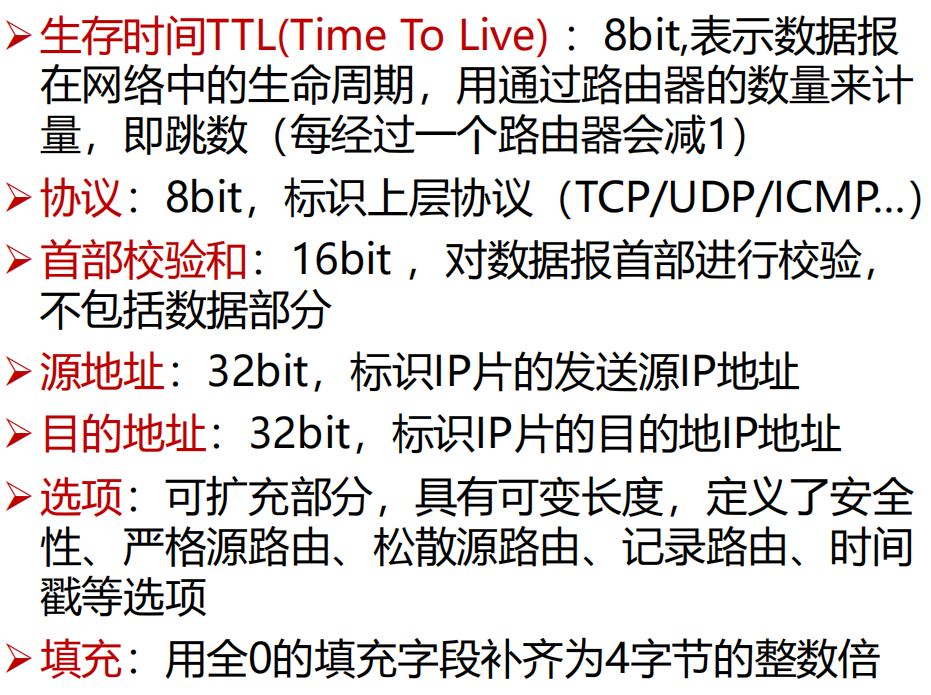 ➢生存时间TTL(Time To Live) ：8bit,表示数据报
在网络中的生命周期，用通过路由器的数量来计
量，即跳数（每经过一个路由器会减1）
➢协议：8bit，标识上层协议（TCP/UDP/ICMP...）
➢首部校验和：16bit ，对数据报首部进行校验，
不包括数据部分
➢源地址：32bit，标识IP片的发送源IP地址
➢目的地址：32bit，标识IP片的目的地IP地址
➢选项：可扩充部分，具有可变长度，定义了安全
性、严格源路由、松散源路由、记录路由、时间
戳等选项
➢填充：用全0的填充字段补齐为4字节的整数倍